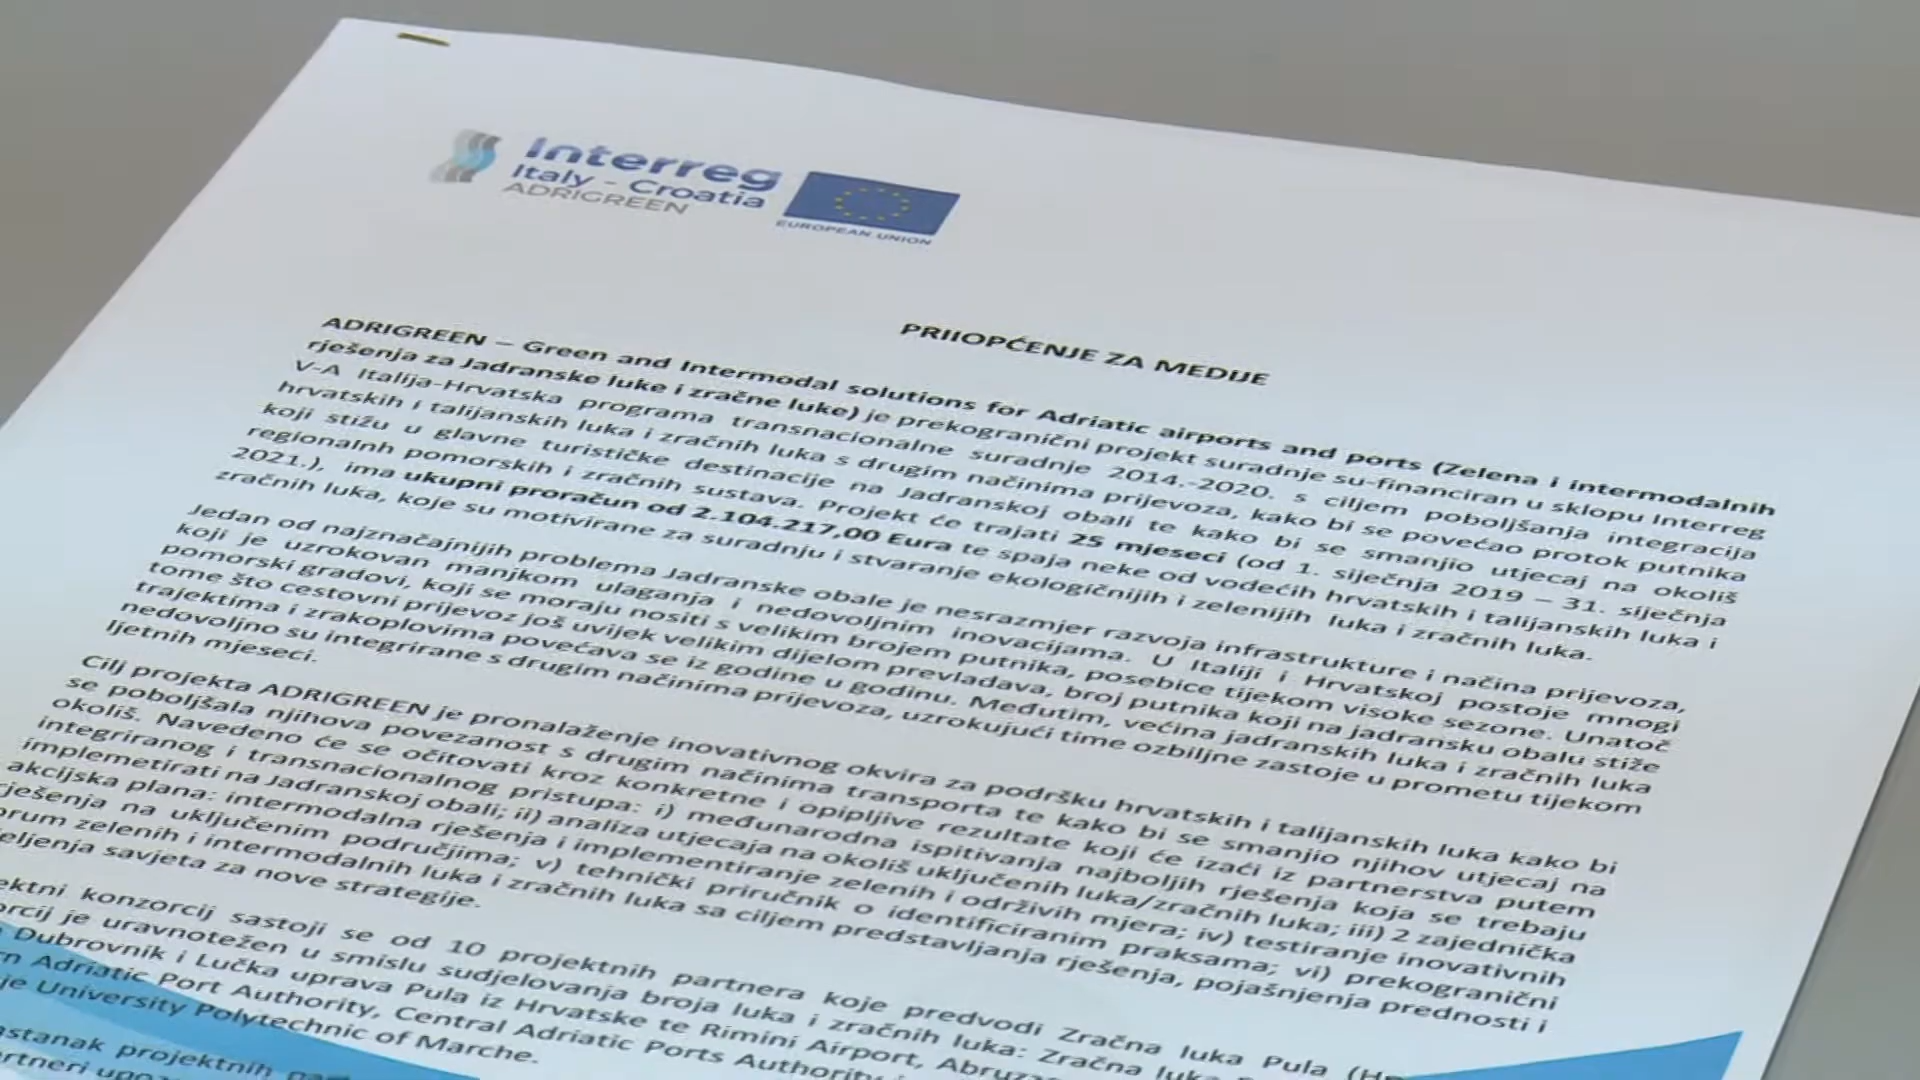 Interreg
Italy - Croatia
ADRIGREEN
EUROPEAN UNION
PRIIOPĆENJE ZA MEDIJE
ADRIGREEN – Green and Intermodal solutions for Adriatic airports and ports (Zelena i intermodalnih
rješenja za Jadranske luke i zračne luke) je prekogranični projekt suradnje su-financiran u sklopu Interreg
V-A Italija-Hrvatska programa transnacionalne suradnje 2014.-2020. s ciljem poboljšanja integracija
hrvatskih i talijanskih luka i zračnih luka s drugim načinima prijevoza, kako bi se povećao protok putnika
koji stižu u glavne turističke destinacije na Jadranskoj obali te kako bi se smanjio utjecaj na okoliš
regionalnh pomorskih i zračnih sustava. Projekt će trajati 25 mjeseci (od 1. siječnja 2019 – 31. siječnja
2021.), ima ukupni proračun od 2.104.217,00 Eura te spaja neke od vodećih hrvatskih i talijanskih luka i
zračnih luka, koje su motivirane za suradnju i stvaranje ekologičnijih i zelenijih luka i zračnih luka.
Jedan od najznačajnijih problema Jadranske obale je nesrazmjer razvoja infrastrukture i načina prijevoza,
koji je uzrokovan manjkom ulaganja i nedovoljnim inovacijama. U Italiji i Hrvatskoj postoje mnogi
pomorski gradovi, koji se moraju nositi s velikim brojem putnika, posebice tijekom visoke sezone. Unatoč
tome što cestovni prijevoz još uvijek velikim dijelom prevladava, broj putnika koji na jadransku obalu stiže
trajektima i zrakoplovima povećava se iz godine u godinu. Međutim, većina jadranskih luka i zračnih luka
nedovoljno su integrirane s drugim načinima prijevoza, uzrokujući time ozbiljne zastoje u prometu tijekom
ljetnih mjeseci.
Cilj projekta ADRIGREEN je pronalaženje inovativnog okvira za podršku hrvatskih i talijanskih luka kako bi
se poboljšala njihova povezanost s drugim načinima transporta te kako bi se smanjio njihov utjecaj na
okoliš. Navedeno će se očitovati kroz konkretne i opipljive rezultate koji će izaći iz partnerstva putem
integriranog i transnacionalnog pristupa: i) međunarodna ispitivanja najboljih rješenja koja se trebaju
implemetirati na Jadranskoj obali; ii) analiza utjecaja na okoliš uključenih luka/zračnih luka; iii) 2 zajednička
akcijska plana: intermodalna rješenja i implementiranje zelenih i održivih mjera; iv) testiranje inovativnih
rješenja na uključenim područjima; v) tehnički priručnik o identificiranim praksama; vi) prekogranični
orum zelenih i intermodalnih luka i zračnih luka sa ciljem predstavljanja rješenja, pojašnjenja prednosti i
eljenja savjeta za nove strategije.
ektni konzorcij sastoji se od 10 projektnih partnera koje predvodi Zračna luka Pula
orcij je uravnotežen u smislu sudjelovanja broja luka i zračnih luka: Zračna luka
Dubrovnik i Lučka uprava Pula iz Hrvatske te Rimini Airport,
rn Adriatic Port Authority, Central Adriatic Ports Authority
je University Polytechnic of Marche.
astanak projektnih